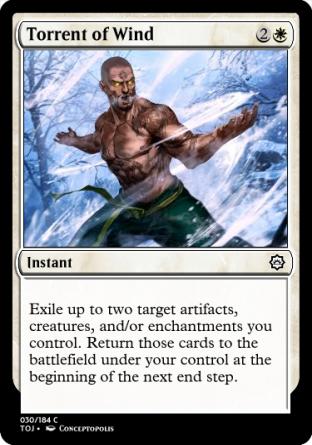 Torrent of Wind 2
Instant
Exile up to two target artifacts,
creatures, and/or enchantments you
control. Return those cards to the
battlefield under your control at the
beginning of the next end step.
030/184 C
TOJ • Conceptopolis